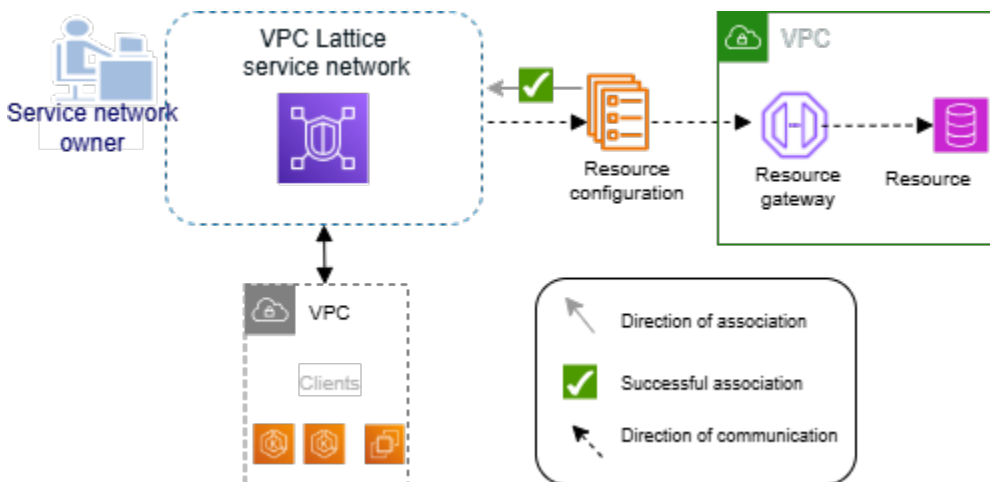 VPC Lattice
service network
VPC
Service network
owner
Resource
configuration
Resource
gateway
Resource
VPC
Clients
Direction of association
Successful association
Direction of communication